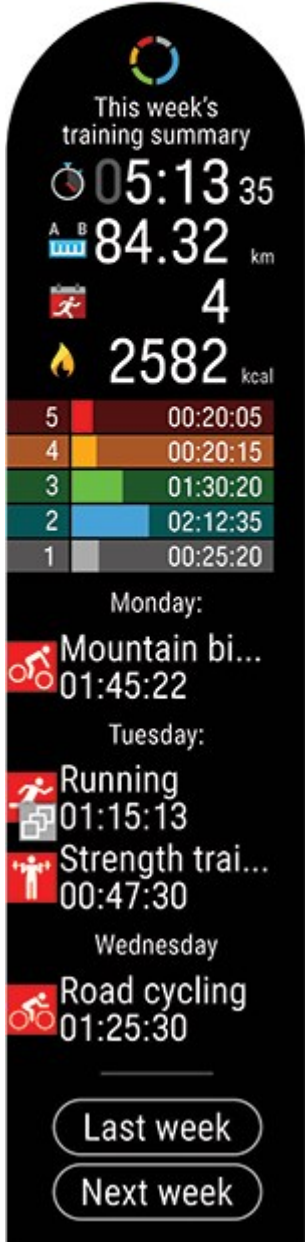 This week's
training summary
05:13 35
A B
84.32 km
4
2582 kcal
5 00:20:05
4 00:20:15
3 01:30:20
2 02:12:35
1 00:25:20
Monday:
Mountain bi...
01:45:22
Tuesday:
Running
01:15:13
Strength trai...
00:47:30
Wednesday
Road cycling
01:25:30
Last week
Next week